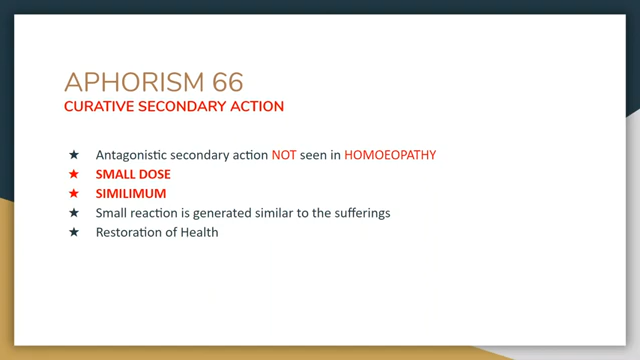 APHORISM 66
CURATIVE SECONDARY ACTION
★ Antagonistic secondary action NOT seen in HOMOEOPATHY
★ SMALL DOSE
★ SIMILIMUM
★ Small reaction is generated similar to the sufferings
★ Restoration of Health